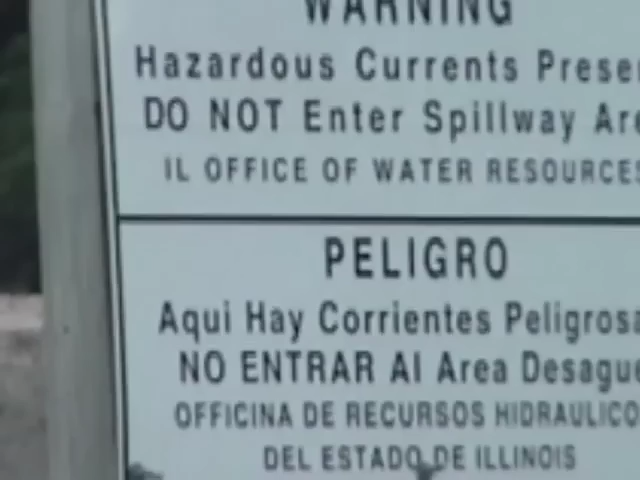 WARNING
Hazardous Currents Prese
DO NOT Enter Spillway Are
IL OFFICE OF WATER RESOURCES
PELIGRO
Aqui Hay Corrientes Peligrosa
NO ENTRAR Al Area Desague
OFFICINA DE RECURSOS HIDRAULICO
DEL ESTADO DE ILLINOIS